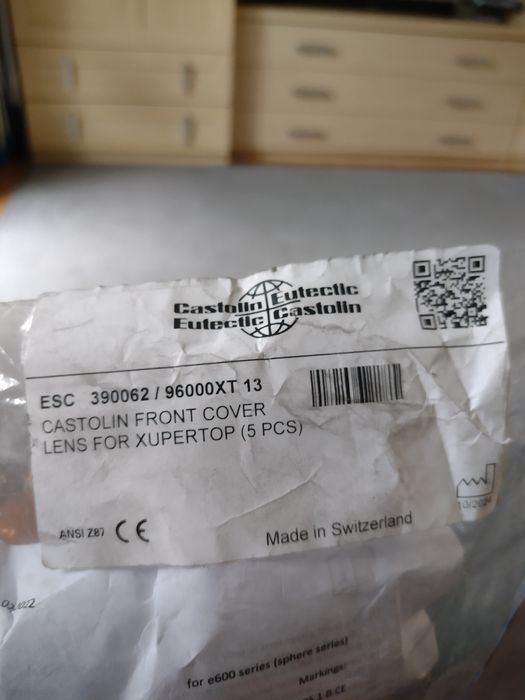 Castolin Eutectic
Eutectic Castolin
ESC 390062 / 96000XT 13
CASTOLIN FRONT COVER
LENS FOR XUPERTOP (5 PCS)
ANSI Z87 CE
Made in Switzerland
for e600 series (sphere series)
Markings: